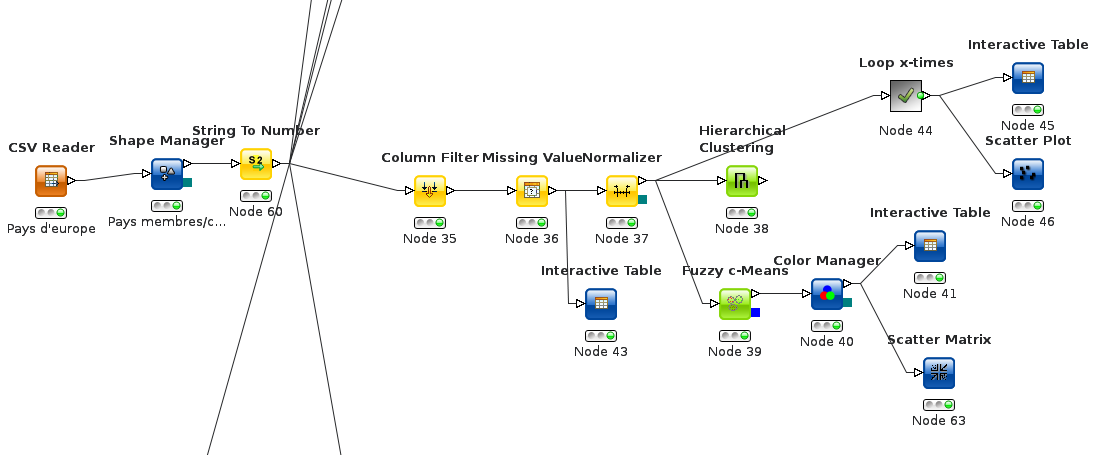 CSV Reader
Pays d'europe
Shape Manager
Pays membres/c...
String To Number
S2
Node 60
Column Filter
Node 35
Missing Value
?
Node 36
Normalizer
Node 37
Interactive Table
Node 43
Hierarchical
Clustering
Node 38
Fuzzy c-Means
Node 39
Color Manager
Node 40
Loop x-times
Node 44
Interactive Table
Node 45
Scatter Plot
Node 46
Interactive Table
Node 41
Scatter Matrix
Node 63